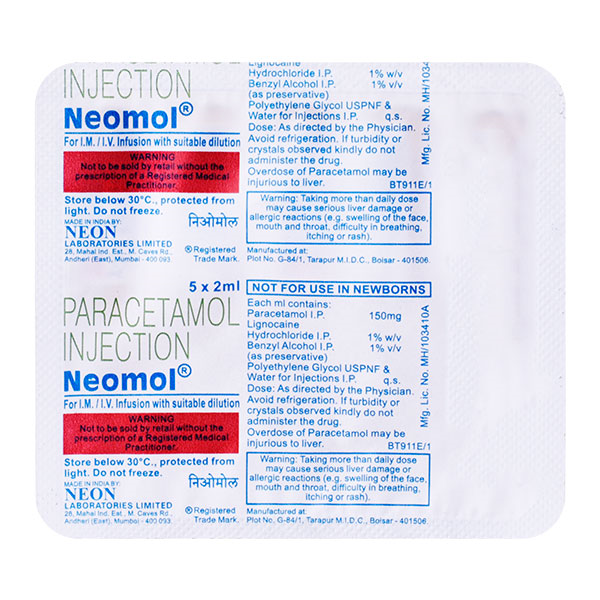 INJECTION
Neomol®
For I.M. / I.V. Infusion with suitable dilution
WARNING
Not to be sold by retail without the
prescription of a Registered Medical
Practitioner.
Store below 30°C., protected from
light. Do not freeze.
MADE IN INDIA BY:
NEON
LABORATORIES LIMITED
28, Mahal Ind. Est., M. Caves Rd.,
Andheri (East), Mumbai - 400 093.
निओमोल
® Registered
Trade Mark.
Lignocaine
Hydrochloride I.P. 1% w/v
Benzyl Alcohol I.P. 1% v/v
(as preservative)
Polyethylene Glycol USPNF &
Water for Injections I.P. q.s.
Dose: As directed by the Physician.
Avoid refrigeration. If turbidity or
crystals observed kindly do not
administer the drug.
Overdose of Paracetamol may be
injurious to liver. BT911E/1
Mfg. Lic. No. MH/103410
Warning: Taking more than daily dose
may cause serious liver damage or
allergic reactions (e.g. swelling of the face,
mouth and throat, difficulty in breathing,
itching or rash).
Manufactured at:
Plot No. G-84/1, Tarapur M.I.D.C., Boisar - 401506.
5 x 2ml
PARACETAMOL
INJECTION
Neomol®
For I.M. / I.V. Infusion with suitable dilution
WARNING
Not to be sold by retail without the
prescription of a Registered Medical
Practitioner.
Store below 30°C., protected from
light. Do not freeze.
MADE IN INDIA BY:
NEON
LABORATORIES LIMITED
28, Mahal Ind. Est., M. Caves Rd.,
Andheri (East), Mumbai - 400 093.
निओमोल
® Registered
Trade Mark.
NOT FOR USE IN NEWBORNS
Each ml contains:
Paracetamol I.P. 150mg
Lignocaine
Hydrochloride I.P. 1% w/v
Benzyl Alcohol I.P. 1% v/v
(as preservative)
Polyethylene Glycol USPNF &
Water for Injections I.P. q.s.
Dose: As directed by the Physician.
Avoid refrigeration. If turbidity or
crystals observed kindly do not
administer the drug.
Overdose of Paracetamol may be
injurious to liver. BT911E/1
Mfg. Lic. No. MH/103410A
Warning: Taking more than daily dose
may cause serious liver damage or
allergic reactions (e.g. swelling of the face,
mouth and throat, difficulty in breathing,
itching or rash).
Manufactured at:
Plot No. G-84/1, Tarapur M.I.D.C., Boisar - 401506.